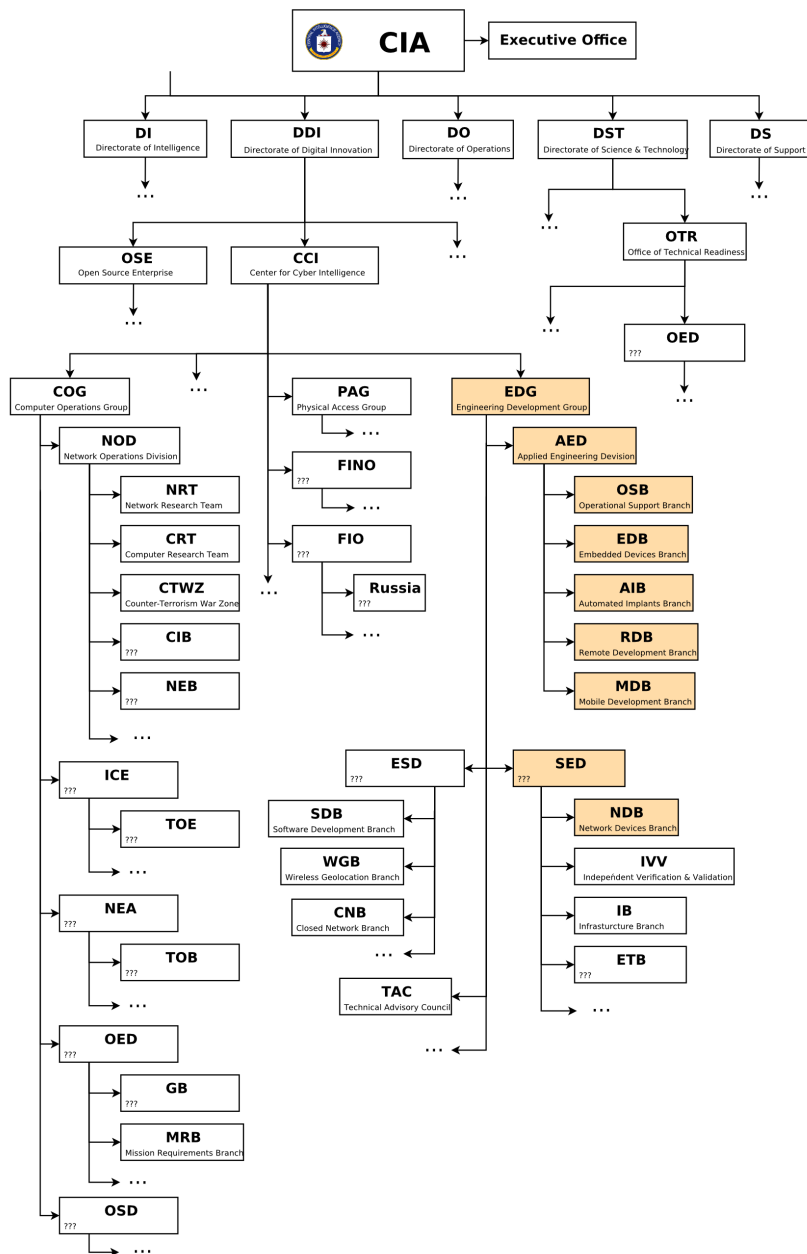 CIA
Executive Office
DI
Directorate of Intelligence
...
DDI
Directorate of Digital Innovation
DO
Directorate of Operations
...
DST
Directorate of Science & Technology
DS
Directorate of Support
...
OSE
Open Source Enterprise
...
CCI
Center for Cyber Intelligence
...
...
OTR
Office of Technical Readiness
...
OED
???
...
COG
Computer Operations Group
...
PAG
Physical Access Group
...
EDG
Engineering Development Group
NOD
Network Operations Division
NRT
Network Research Team
CRT
Computer Research Team
CTWZ
Counter-Terrorism War Zone
CIB
???
NEB
???
...
FINO
???
...
FIO
???
Russia
???
...
...
AED
Applied Engineering Devision
OSB
Operational Support Branch
EDB
Embedded Devices Branch
AIB
Automated Implants Branch
RDB
Remote Development Branch
MDB
Mobile Development Branch
ICE
???
TOE
???
...
NEA
???
TOB
???
...
OED
???
GB
???
MRB
Mission Requirements Branch
...
OSD
???
...
ESD
???
SDB
Software Development Branch
WGB
Wireless Geolocation Branch
CNB
Closed Network Branch
...
TAC
Technical Advisory Council
...
SED
???
NDB
Network Devices Branch
IVV
Independent Verification & Validation
IB
Infrasturcture Branch
ETB
???
...